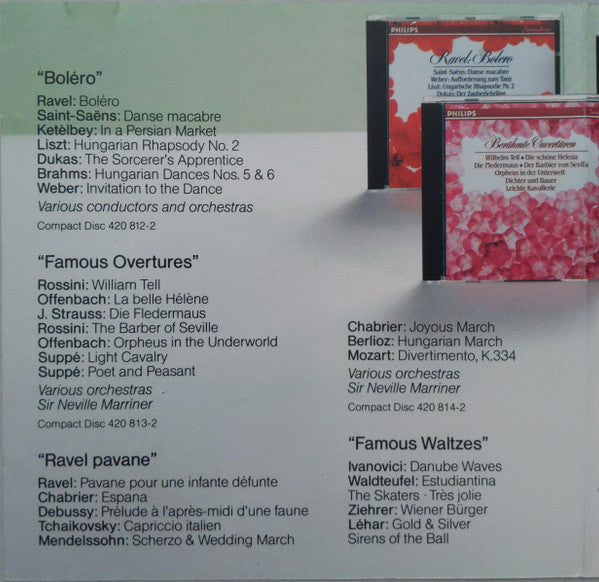 "Boléro"
Ravel: Boléro
Saint-Saëns: Danse macabre
Ketèlbey: In a Persian Market
Liszt: Hungarian Rhapsody No. 2
Dukas: The Sorcerer's Apprentice
Brahms: Hungarian Dances Nos. 5 & 6
Weber: Invitation to the Dance
Various conductors and orchestras
Compact Disc 420 812-2
"Famous Overtures"
Rossini: William Tell
Offenbach: La belle Hélène
J. Strauss: Die Fledermaus
Rossini: The Barber of Seville
Offenbach: Orpheus in the Underworld
Suppé: Light Cavalry
Suppé: Poet and Peasant
Various orchestras
Sir Neville Marriner
Compact Disc 420 813-2
"Ravel pavane"
Ravel: Pavane pour une infante défunte
Chabrier: Espana
Debussy: Prélude à l'après-midi d'une faune
Tchaikovsky: Capriccio italien
Mendelssohn: Scherzo & Wedding March
PHILIPS
Ravel: Bolero
Saint-Saëns: Danse macabre
Weber: Aufforderung zum Tanz
Liszt: Ungarische Rhapsodie Nr. 2
Dukas: Der Zauberlehrling
PHILIPS
Berühmte Ouvertüren
Wilhelm Tell • Die schöne Helena
Die Fledermaus • Der Barbier von Sevilla
Orpheus in der Unterwelt
Dichter und Bauer
Leichte Kavallerie
Chabrier: Joyous March
Berlioz: Hungarian March
Mozart: Divertimento, K.334
Various orchestras
Sir Neville Marriner
Compact Disc 420 814-2
"Famous Waltzes"
Ivanovici: Danube Waves
Waldteufel: Estudiantina
The Skaters · Très jolie
Ziehrer: Wiener Bürger
Léhar: Gold & Silver
Sirens of the Ball